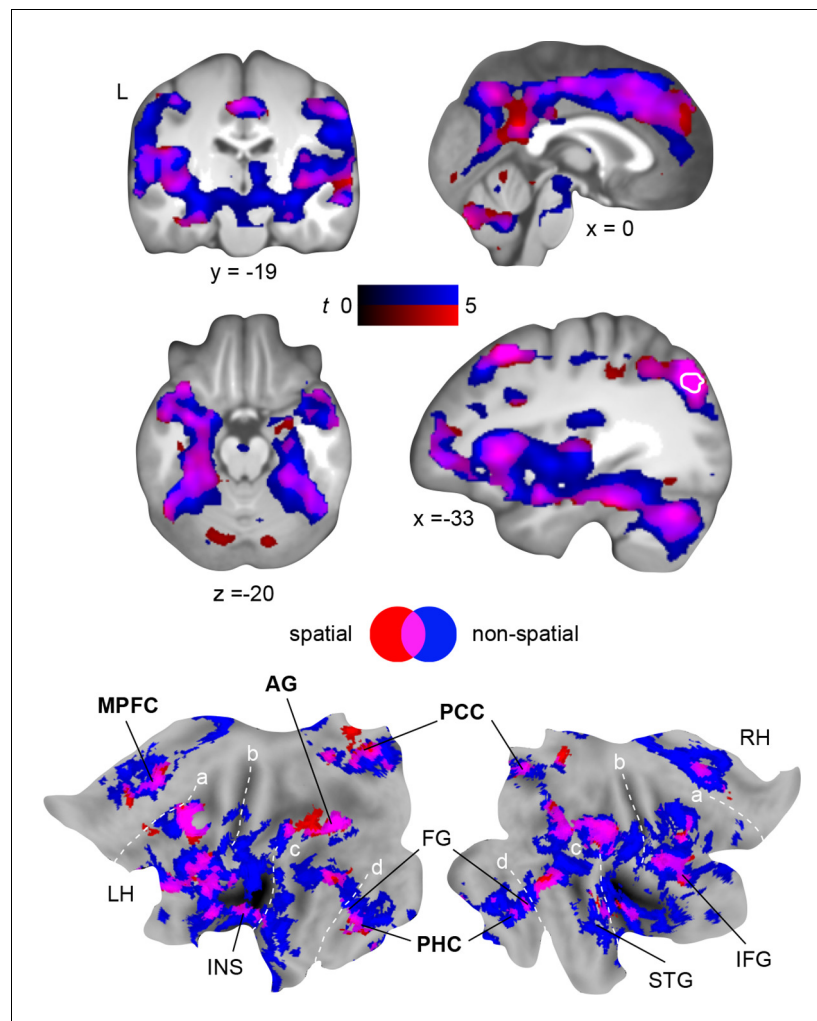 L
y = -19
x = 0
t 0 5
x =-33
z = -20
spatial non-spatial
MPFC AG PCC
RH
a b b a
c FG d d c
LH
INS PHC STG IFG